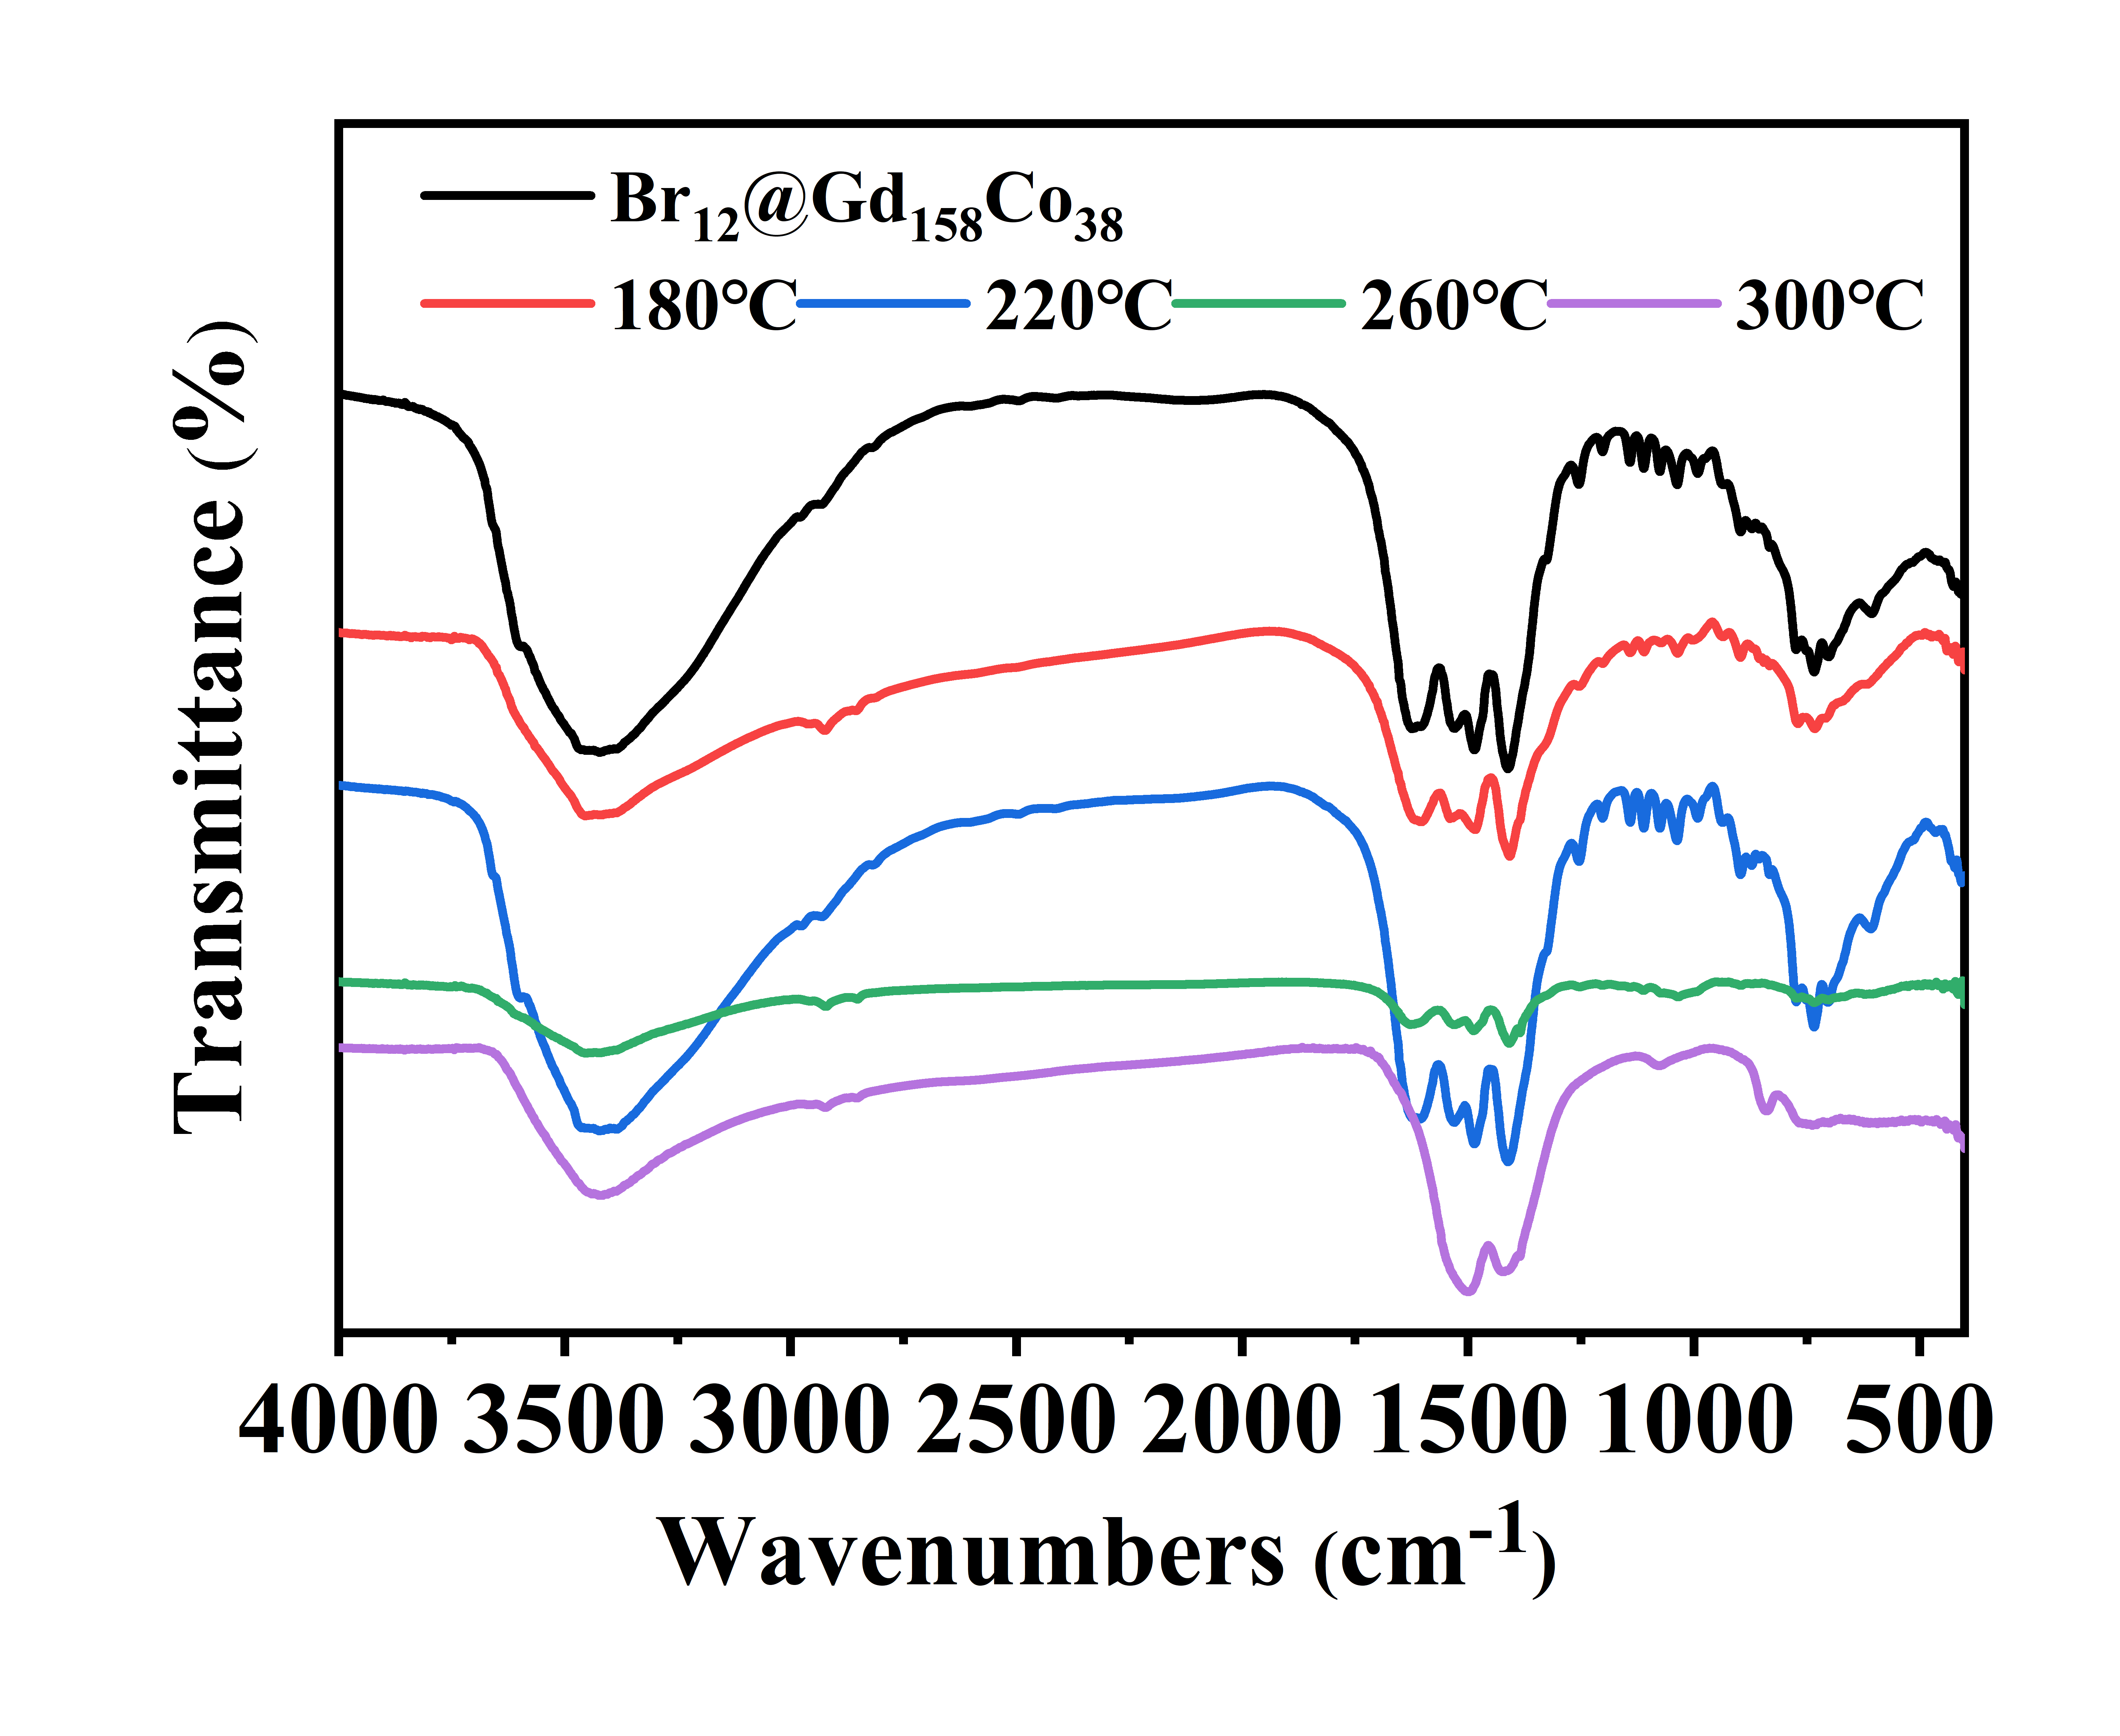 Br₁₂@Gd₁₅₈Co₃₈
180°C 220°C 260°C 300°C
Transmittance (%)
4000 3500 3000 2500 2000 1500 1000 500
Wavenumbers (cm⁻¹)